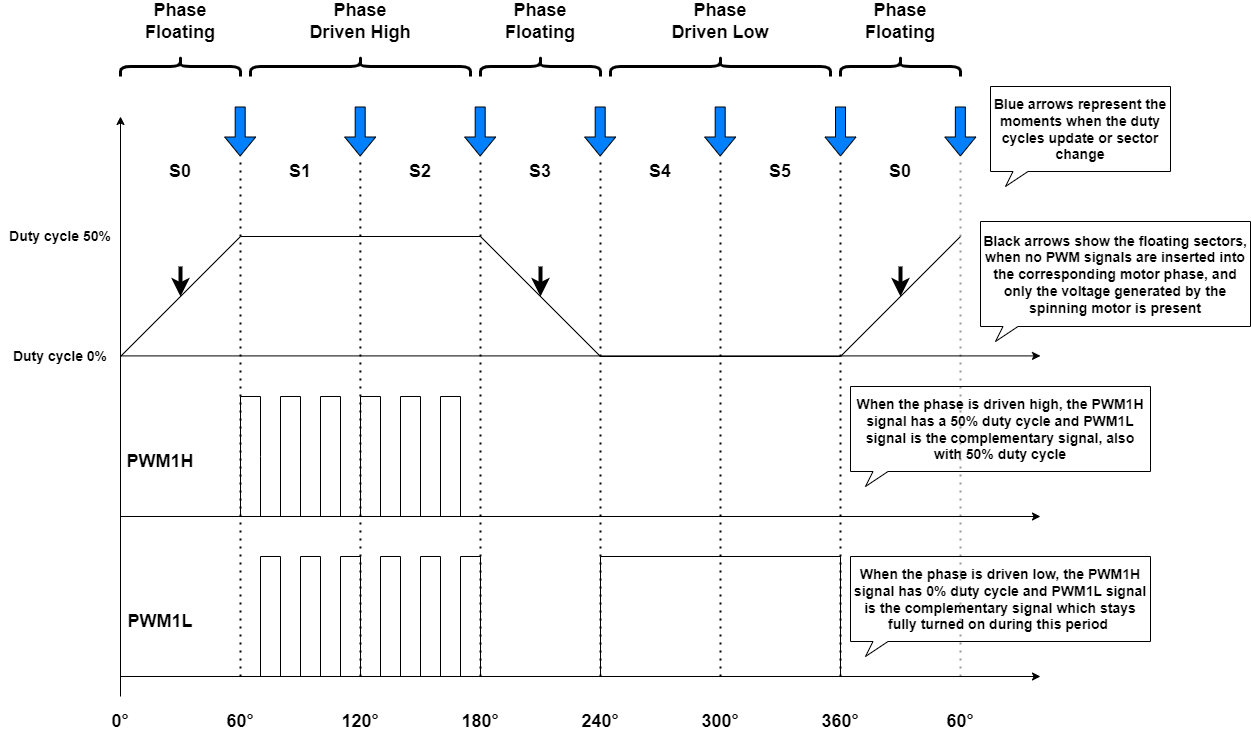 Phase
Floating
Phase
Driven High
Phase
Floating
Phase
Driven Low
Phase
Floating
Blue arrows represent the
moments when the duty
cycles update or sector
change
S0
S1
S2
S3
S4
S5
S0
Duty cycle 50%
Black arrows show the floating sectors,
when no PWM signals are inserted into
the corresponding motor phase, and
only the voltage generated by the
spinning motor is present
Duty cycle 0%
When the phase is driven high, the PWM1H
signal has a 50% duty cycle and PWM1L
signal is the complementary signal, also
with 50% duty cycle
PWM1H
When the phase is driven low, the PWM1H
signal has 0% duty cycle and PWM1L signal
is the complementary signal which stays
fully turned on during this period
PWM1L
0°
60°
120°
180°
240°
300°
360°
60°